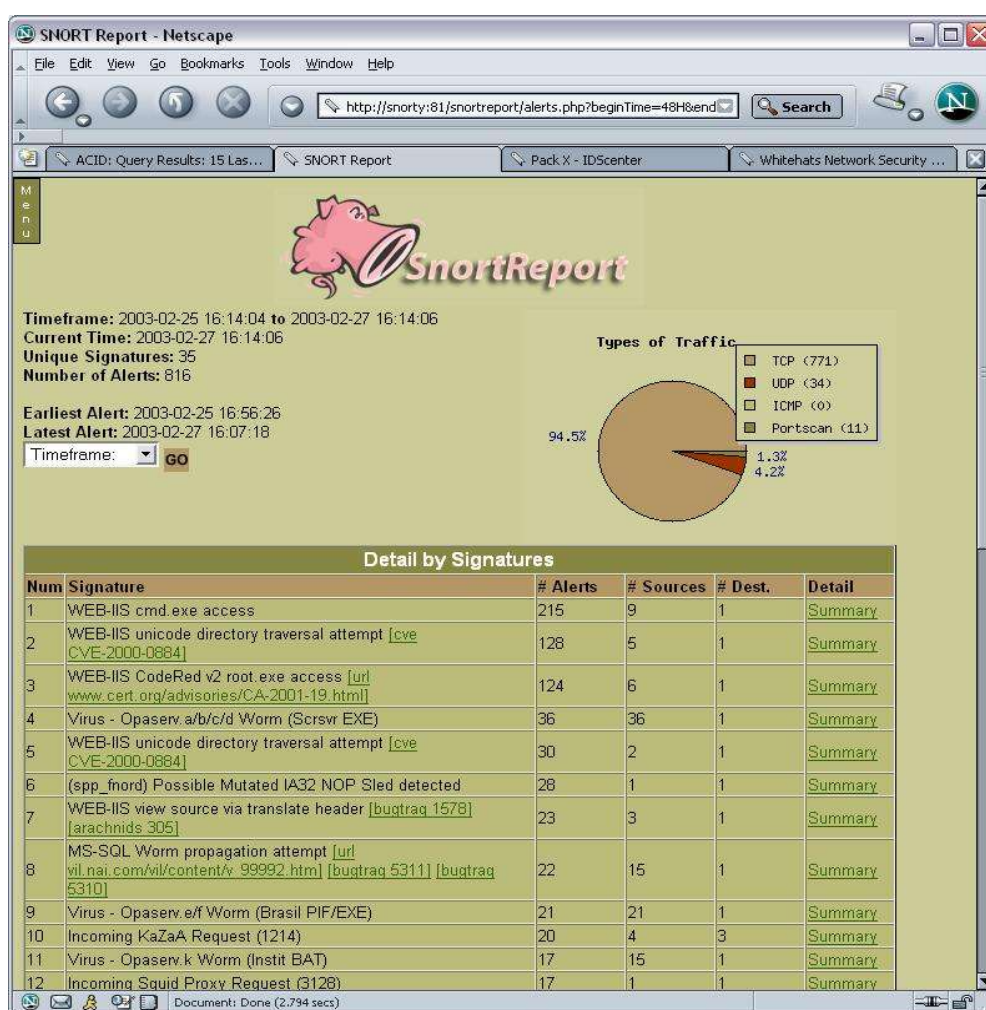 SNORT Report - Netscape
File Edit View Go Bookmarks Tools Window Help
http://snorty:81/snortreport/alerts.php?beginTime=48H&end
Search
N
ACID: Query Results: 15 Las...
SNORT Report
Pack X - IDScenter
Whitehats Network Security ...
Menu
SnortReport
Timeframe: 2003-02-25 16:14:04 to 2003-02-27 16:14:06
Current Time: 2003-02-27 16:14:06
Unique Signatures: 35
Number of Alerts: 816
Earliest Alert: 2003-02-25 16:56:26
Latest Alert: 2003-02-27 16:07:18
Timeframe: GO
Types of Traffic
TCP (771)
UDP (34)
ICMP (0)
Portscan (11)
94.5%
1.3%
4.2%
Detail by Signatures
Num Signature # Alerts # Sources # Dest. Detail
1 WEB-IIS cmd.exe access 215 9 1 Summary
2 WEB-IIS unicode directory traversal attempt [cve
CVE-2000-0884] 128 5 1 Summary
3 WEB-IIS CodeRed v2 root.exe access [url
www.cert.org/advisories/CA-2001-19.html] 124 6 1 Summary
4 Virus - Opaserv.a/b/c/d Worm (Scrsvr EXE) 36 36 1 Summary
5 WEB-IIS unicode directory traversal attempt [cve
CVE-2000-0884] 30 2 1 Summary
6 (spp_fnord) Possible Mutated IA32 NOP Sled detected 28 1 1 Summary
7 WEB-IIS view source via translate header [bugtraq 1578]
[arachnids 305] 23 3 1 Summary
8 MS-SQL Worm propagation attempt [url
vil.nai.com/vil/content/v_99992.htm] [bugtraq 5311] [bugtraq
5310] 22 15 1 Summary
9 Virus - Opaserv.e/f Worm (Brasil PIF/EXE) 21 21 1 Summary
10 Incoming KaZaA Request (1214) 20 4 3 Summary
11 Virus - Opaserv.k Worm (Instit BAT) 17 15 1 Summary
12 Incoming Squid Proxy Request (3128) 17 1 1 Summary
Document: Done (2.794 secs)